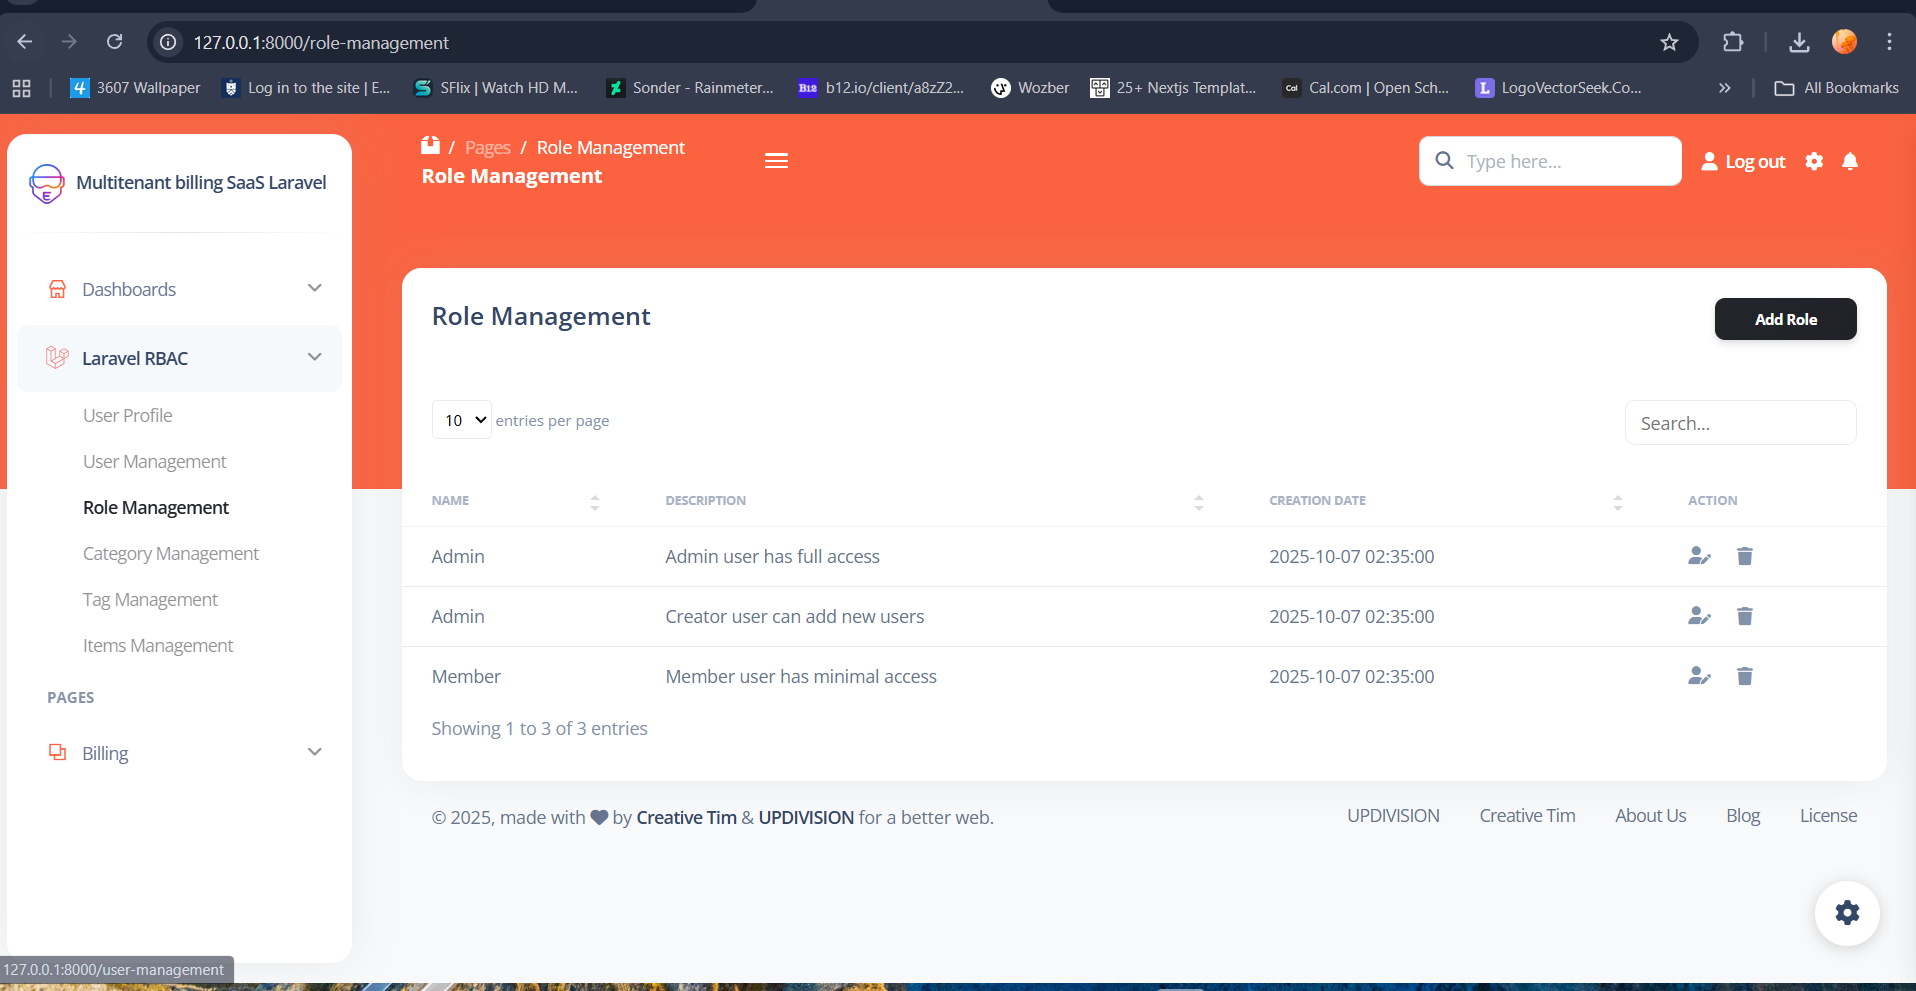 127.0.0.1:8000/role-management
3607 Wallpaper
Log in to the site | E...
SFlix | Watch HD M...
Sonder - Rainmeter...
B12 b12.io/client/a8zZ2...
Wozber
25+ Nextjs Templat...
Cal Cal.com | Open Sch...
L LogoVectorSeek.Co...
All Bookmarks
E Multitenant billing SaaS Laravel
/ Pages / Role Management
Role Management
Type here...
Log out
Dashboards
Laravel RBAC
User Profile
User Management
Role Management
Category Management
Tag Management
Items Management
PAGES
Billing
Role Management
Add Role
10 entries per page
Search...
NAME DESCRIPTION CREATION DATE ACTION
Admin Admin user has full access 2025-10-07 02:35:00
Admin Creator user can add new users 2025-10-07 02:35:00
Member Member user has minimal access 2025-10-07 02:35:00
Showing 1 to 3 of 3 entries
© 2025, made with ♥ by Creative Tim & UPDIVISION for a better web.
UPDIVISION Creative Tim About Us Blog License
127.0.0.1:8000/user-management